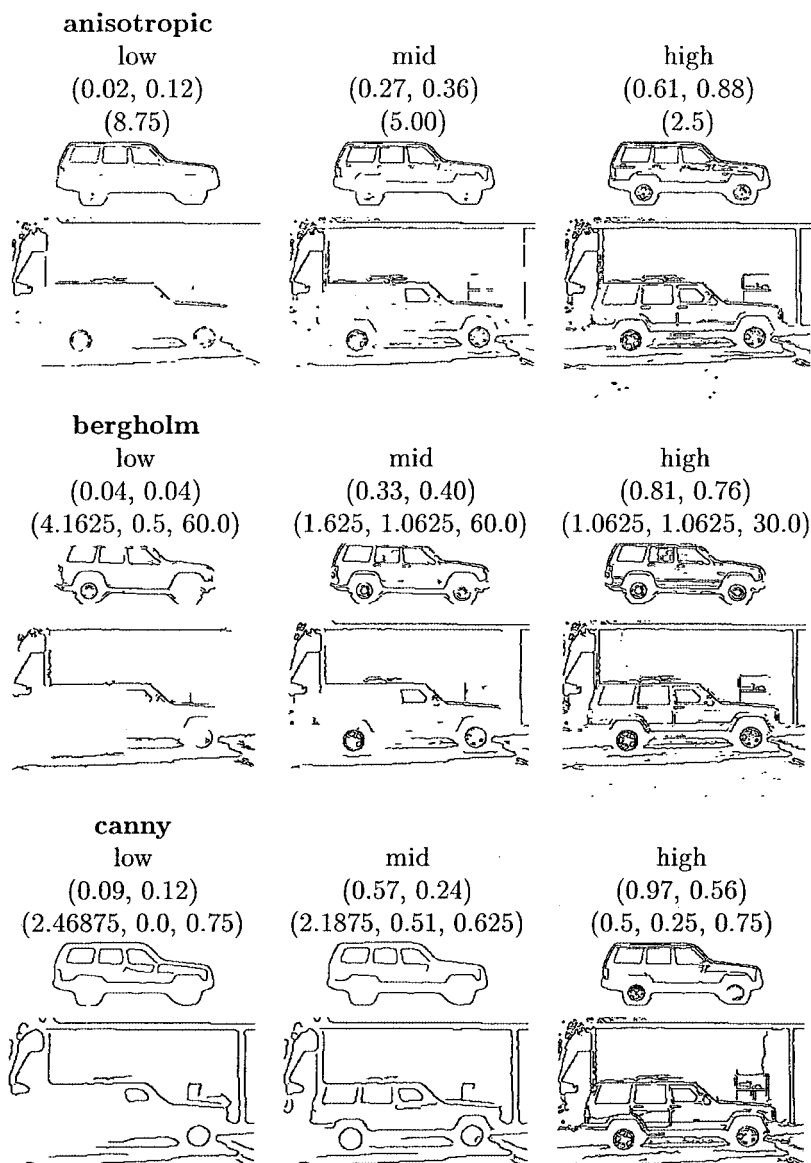 anisotropic
low mid high
(0.02, 0.12) (0.27, 0.36) (0.61, 0.88)
(8.75) (5.00) (2.5)
bergholm
low mid high
(0.04, 0.04) (0.33, 0.40) (0.81, 0.76)
(4.1625, 0.5, 60.0) (1.625, 1.0625, 60.0) (1.0625, 1.0625, 30.0)
canny
low mid high
(0.09, 0.12) (0.57, 0.24) (0.97, 0.56)
(2.46875, 0.0, 0.75) (2.1875, 0.51, 0.625) (0.5, 0.25, 0.75)